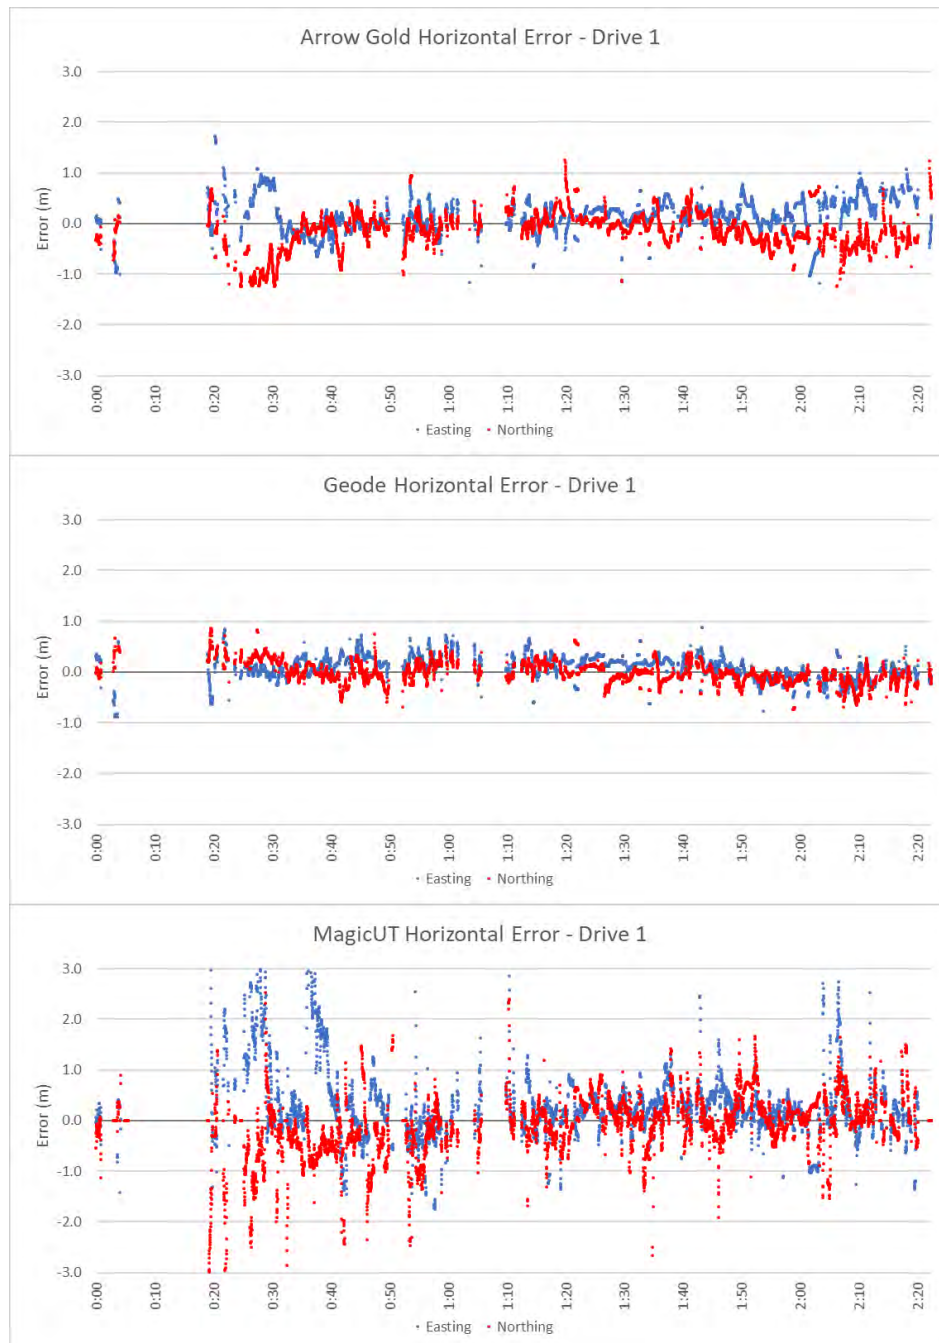 Arrow Gold Horizontal Error - Drive 1
3.0
2.0
1.0
0.0
-1.0
-2.0
-3.0
Error (m)
0:00 0:10 0:20 0:30 0:40 0:50 1:00 1:10 1:20 1:30 1:40 1:50 2:00 2:10 2:20
Easting Northing
Geode Horizontal Error - Drive 1
3.0
2.0
1.0
0.0
-1.0
-2.0
-3.0
Error (m)
0:00 0:10 0:20 0:30 0:40 0:50 1:00 1:10 1:20 1:30 1:40 1:50 2:00 2:10 2:20
Easting Northing
MagicUT Horizontal Error - Drive 1
3.0
2.0
1.0
0.0
-1.0
-2.0
-3.0
Error (m)
0:00 0:10 0:20 0:30 0:40 0:50 1:00 1:10 1:20 1:30 1:40 1:50 2:00 2:10 2:20
Easting Northing